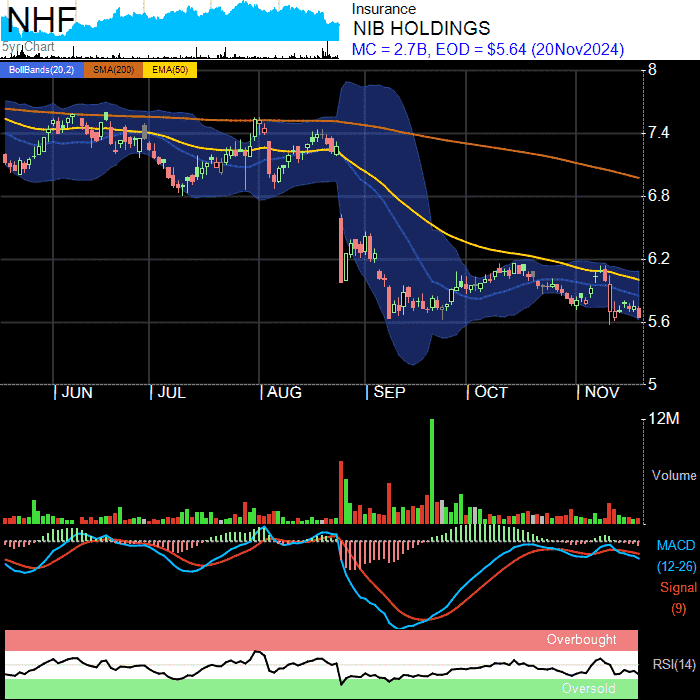 NHF
5yr Chart
Insurance
NIB HOLDINGS
MC = 2.7B, EOD = $5.64 (20Nov2024)
BollBands(20,2) SMA(200) EMA(50)
8
7.4
6.8
6.2
5.6
5
JUN JUL AUG SEP OCT NOV
12M
Volume
MACD
(12-26)
Signal
(9)
Overbought
RSI(14)
Oversold